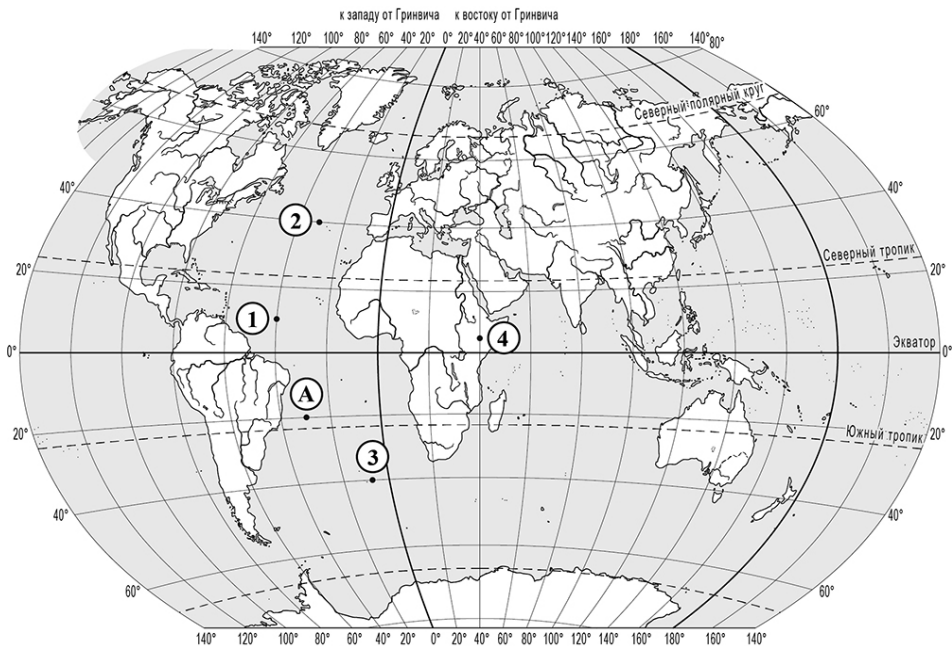 к западу от Гринвича к востоку от Гринвича
140° 120° 100° 80° 60° 40° 20° 0° 20° 40° 60° 80° 100° 120° 140° 160° 180° 160° 140° 80°
Северный полярный круг
60°
40° 2 40°
Северный тропик
20° 20°
1
4
Экватор
0° 0°
А
20° Южный тропик 20°
3
40° 40°
60° 60°
140° 120° 100° 80° 60° 40° 20° 0° 20° 40° 60° 80° 100° 120° 140° 160° 180° 160° 140°